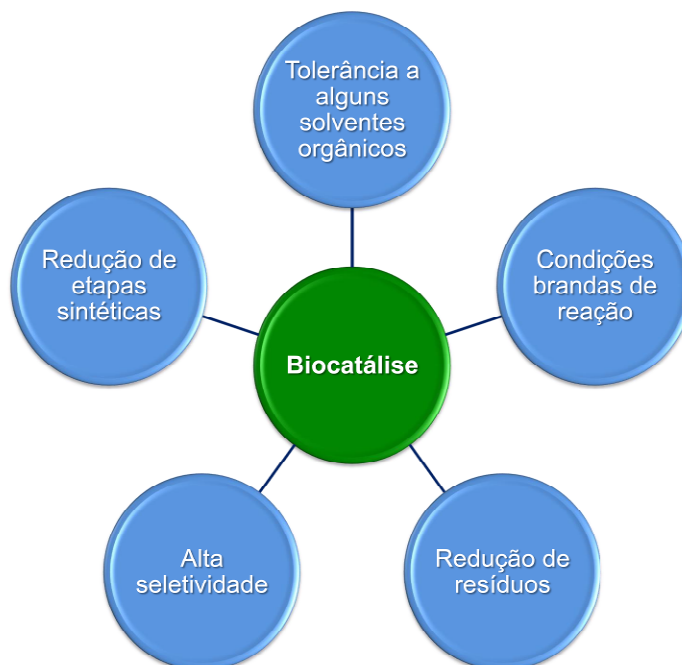 Tolerância a
alguns
solventes
orgânicos
Redução de
etapas
sintéticas
Condições
brandas de
reação
Biocatálise
Alta
seletividade
Redução de
resíduos